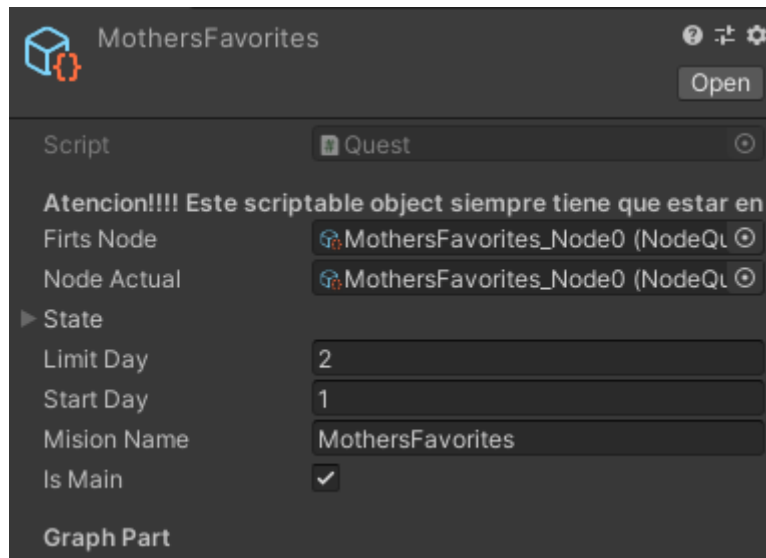 MothersFavorites
Open
Script Quest
Atencion!!!! Este scriptable object siempre tiene que estar en
Firts Node MothersFavorites_Node0 (NodeQu
Node Actual MothersFavorites_Node0 (NodeQu
State
Limit Day 2
Start Day 1
Mision Name MothersFavorites
Is Main
Graph Part